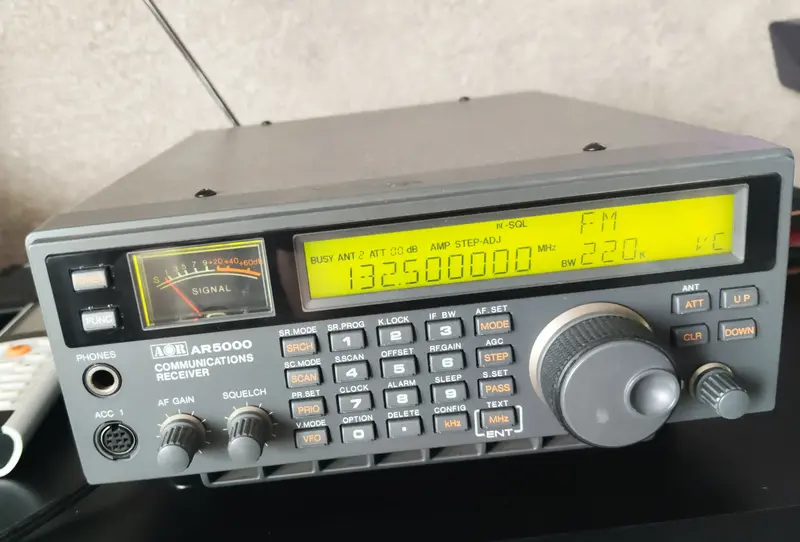 N-SQL FM
BUSY ANT 2 ATT 00 dB AMP STEP-ADJ
132.500000 MHz BW 220 K
S 1 3 5 7 9 +20 +40 +60dB
SIGNAL
FUNC
AOR AR5000
COMMUNICATIONS
RECEIVER
PHONES
ACC 1
AF GAIN
SQUELCH
SR.MODE SR.PROG K.LOCK IF BW AF.SET
SRCH 1 2 3 MODE
SC.MODE S.SCAN OFFSET RF.GAIN AGC
SCAN 4 5 6 STEP
PR.SET CLOCK ALARM SLEEP S.SET
PRIO 7 8 9 PASS
V.MODE OPTION DELETE CONFIG TEXT
VFO 0 . kHz MHz
ENT
ANT
ATT UP
CLR DOWN